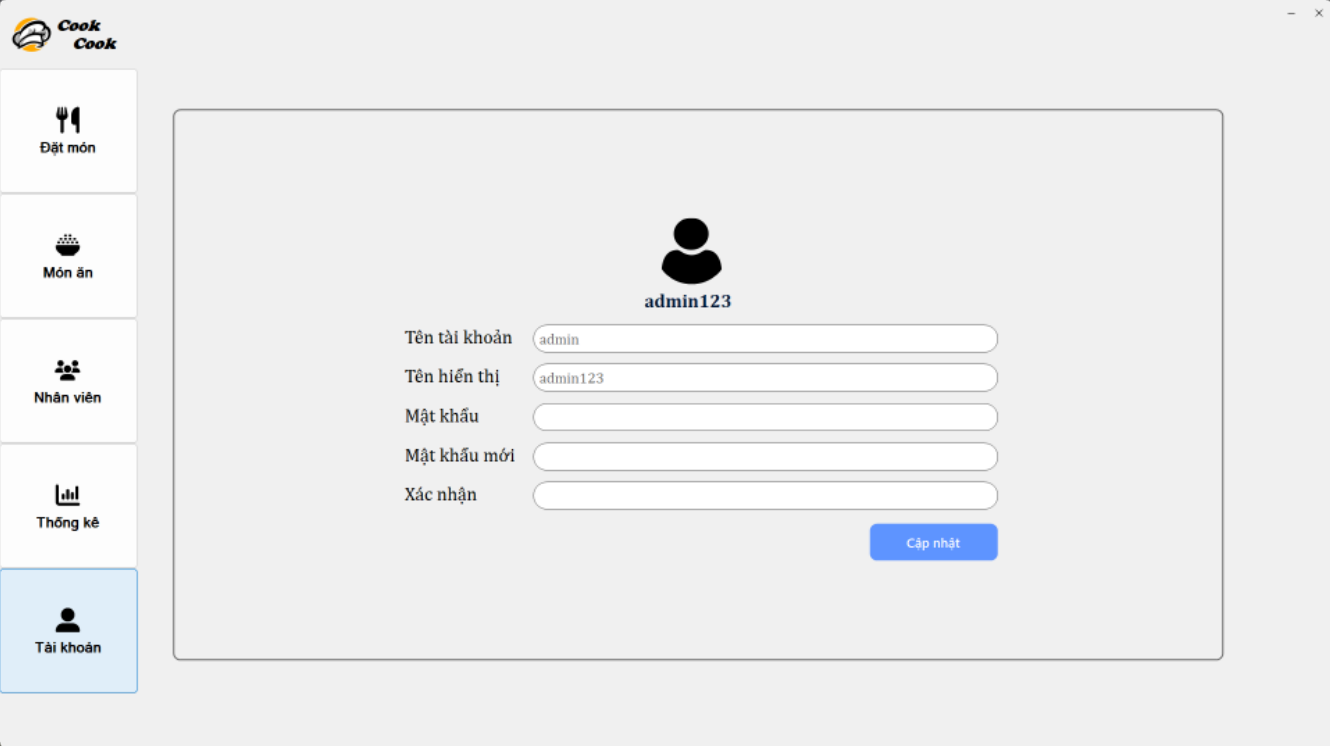 Cook
Cook
Đặt món
Món ăn
Nhân viên
Thống kê
Tài khoản
admin123
Tên tài khoản
admin
Tên hiển thị
admin123
Mật khẩu
Mật khẩu mới
Xác nhận
Cập nhật